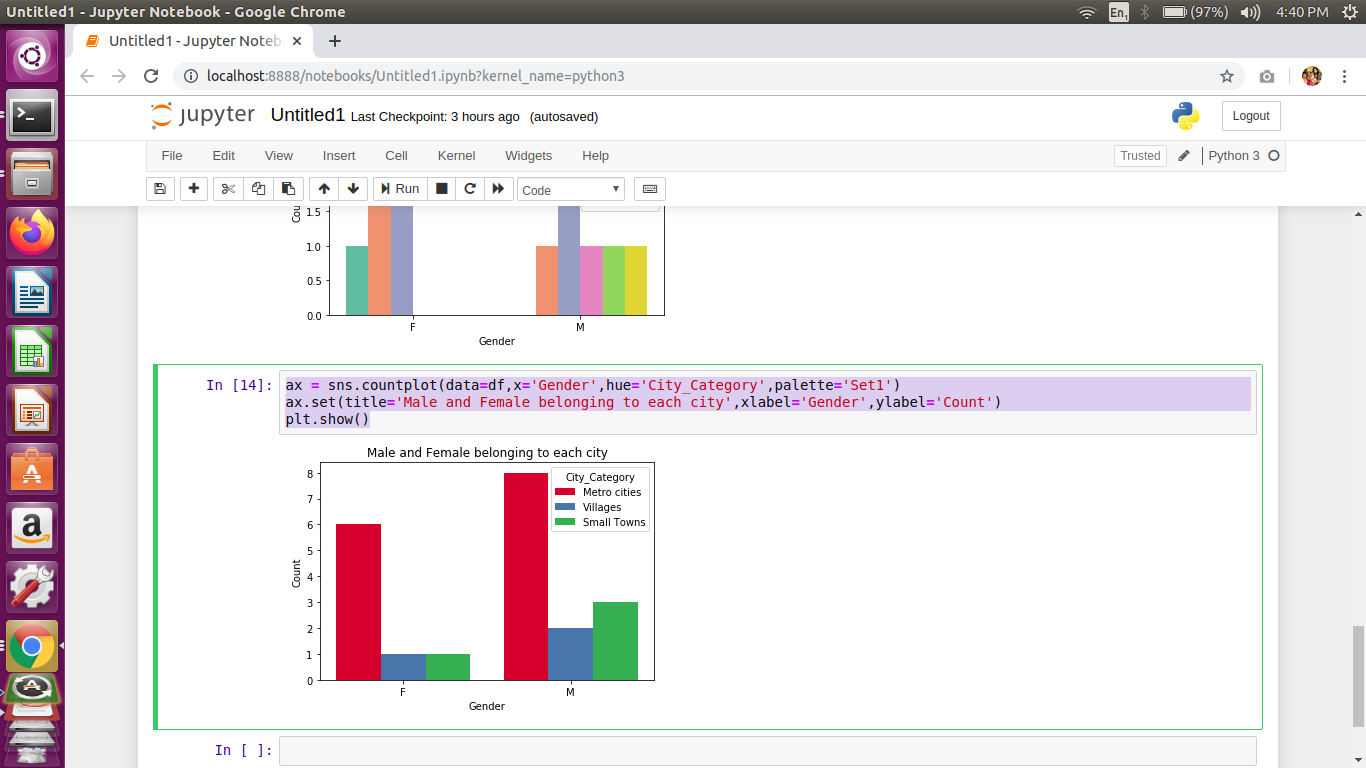 Untitled1 - Jupyter Notebook - Google Chrome
En1 (97%) 4:40 PM
Untitled1 - Jupyter Noteb
localhost:8888/notebooks/Untitled1.ipynb?kernel_name=python3
jupyter Untitled1 Last Checkpoint: 3 hours ago (autosaved) Logout
File Edit View Insert Cell Kernel Widgets Help Trusted Python 3
Run Code
Cou
1.5
1.0
0.5
0.0
F M
Gender
In [14]:
ax = sns.countplot(data=df,x='Gender',hue='City_Category',palette='Set1')
ax.set(title='Male and Female belonging to each city',xlabel='Gender',ylabel='Count')
plt.show()
Male and Female belonging to each city
City_Category
Metro cities
Villages
Small Towns
Count
8
7
6
5
4
3
2
1
0
F M
Gender
In [ ]: